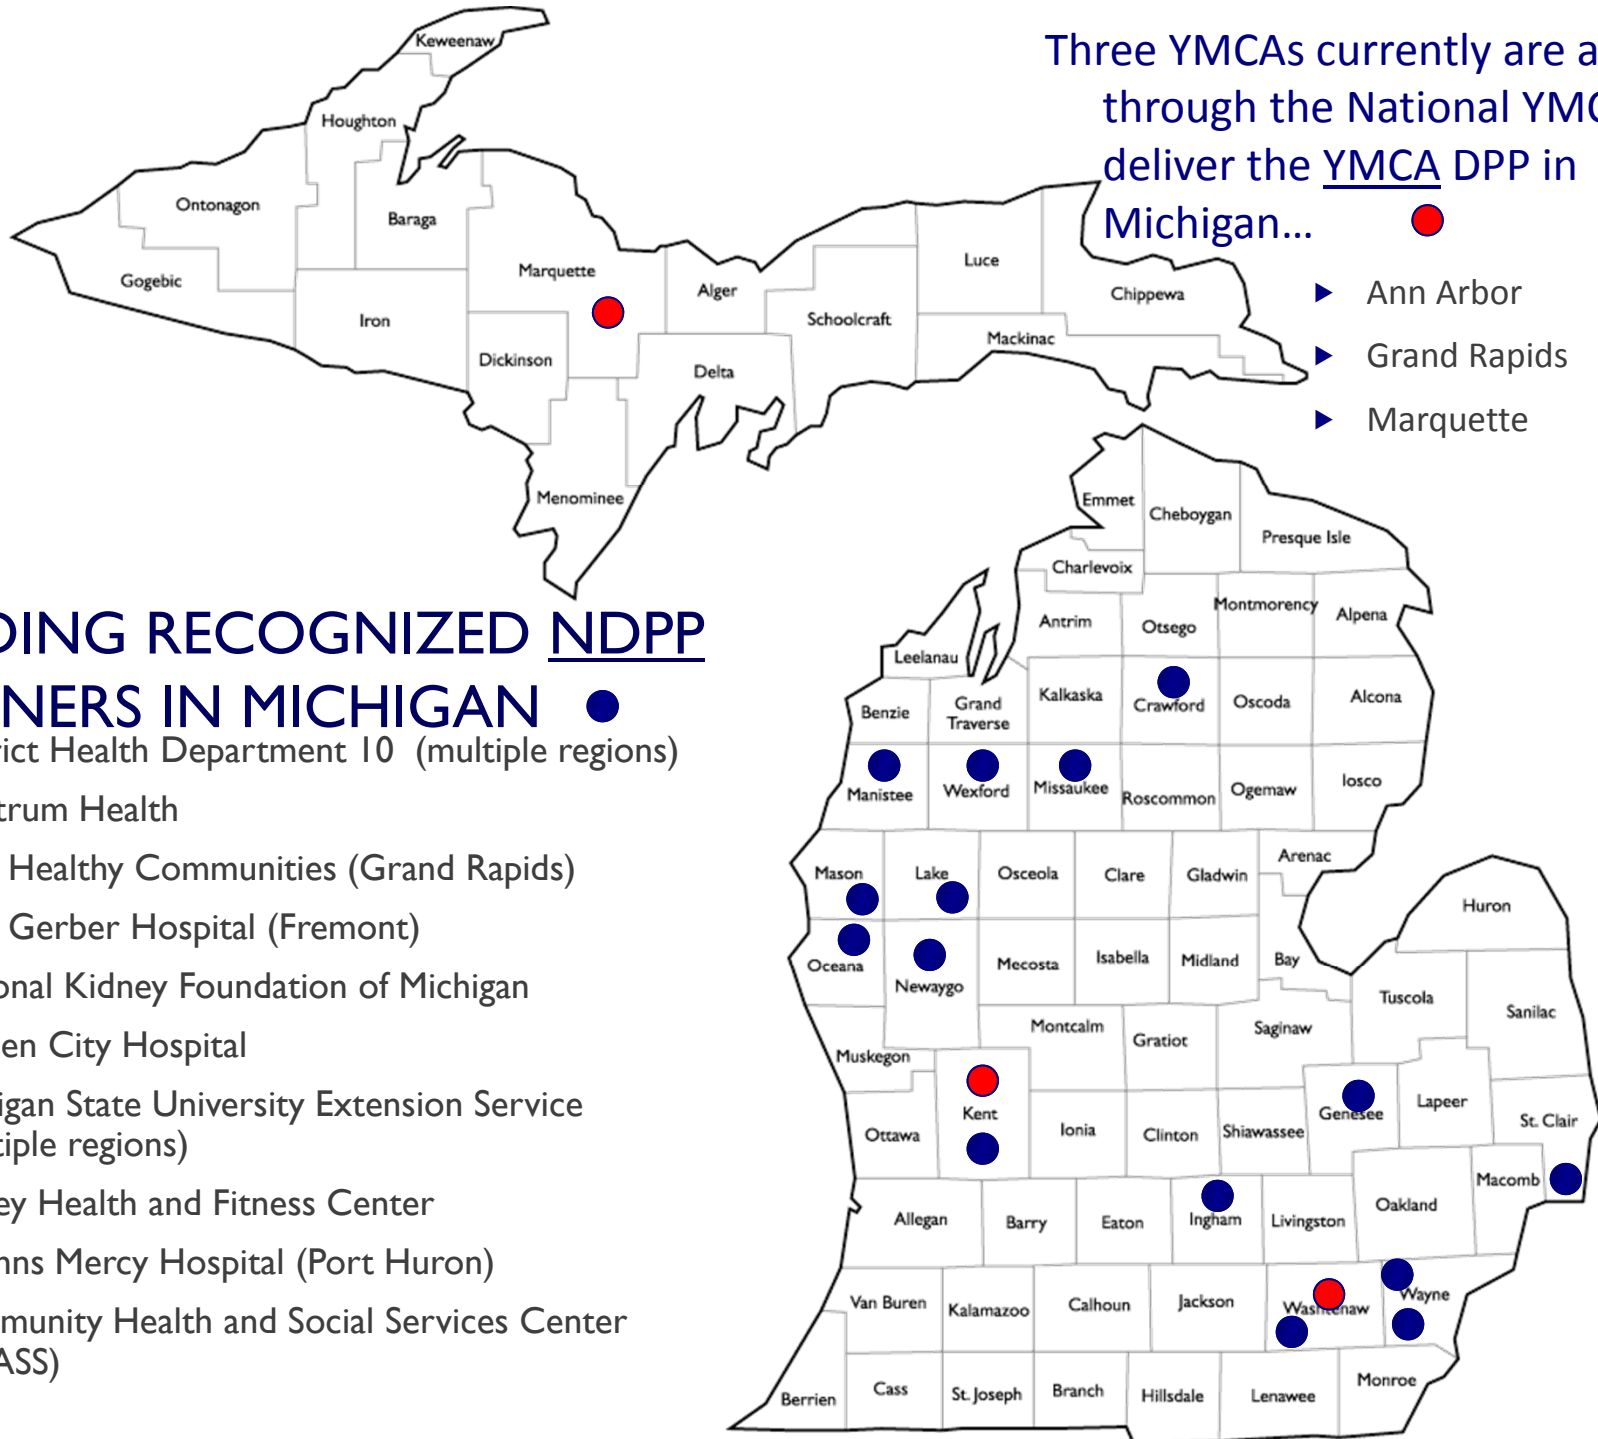 Three YMCAs currently are a
through the National YMC
deliver the YMCA DPP in
Michigan...
Ann Arbor
Grand Rapids
Marquette
Keweenaw
Houghton
Ontonagon
Baraga
Gogebic
Marquette
Iron
Alger
Luce
Chippewa
Schoolcraft
Mackinac
Dickinson
Delta
Menominee
DING RECOGNIZED NDPP
NERS IN MICHIGAN
rict Health Department 10 (multiple regions)
trum Health
Healthy Communities (Grand Rapids)
Gerber Hospital (Fremont)
onal Kidney Foundation of Michigan
en City Hospital
igan State University Extension Service
tiple regions)
ey Health and Fitness Center
nns Mercy Hospital (Port Huron)
munity Health and Social Services Center
ASS)
Emmet
Cheboygan
Presque Isle
Charlevoix
Antrim
Otsego
Montmorency
Alpena
Leelanau
Benzie
Grand
Traverse
Kalkaska
Crawford
Oscoda
Alcona
Manistee
Wexford
Missaukee
Roscommon
Ogemaw
Iosco
Mason
Lake
Osceola
Clare
Gladwin
Arenac
Huron
Oceana
Newaygo
Mecosta
Isabella
Midland
Bay
Tuscola
Sanilac
Muskegon
Montcalm
Gratiot
Saginaw
Kent
Ottawa
Ionia
Clinton
Shiawassee
Genesee
Lapeer
St. Clair
Allegan
Barry
Eaton
Ingham
Livingston
Oakland
Macomb
Van Buren
Kalamazoo
Calhoun
Jackson
Washtenaw
Wayne
Berrien
Cass
St. Joseph
Branch
Hillsdale
Lenawee
Monroe